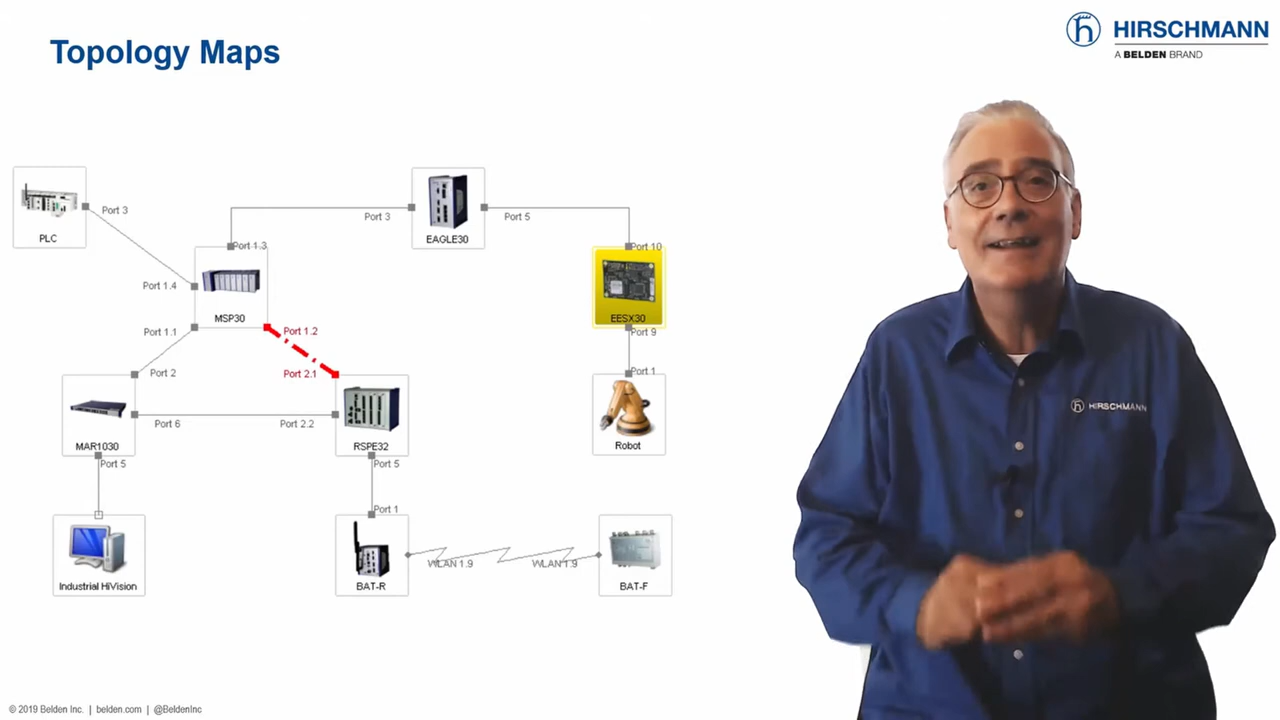 Topology Maps
HIRSCHMANN
A BELDEN BRAND
PLC
Port 3
Port 3
EAGLE30
Port 5
Port 1.3
Port 10
Port 1.4
MSP30
EESX30
Port 1.1
Port 1.2
Port 9
Port 2
Port 2.1
Port 1
MAR1030
Port 6
Port 2.2
RSPE32
Robot
HIRSCHMANN
Port 5
Port 5
Port 1
Industrial HiVision
BAT-R
WLAN 1.9
WLAN 1.9
BAT-F
© 2019 Belden Inc. | belden.com | @BeldenInc